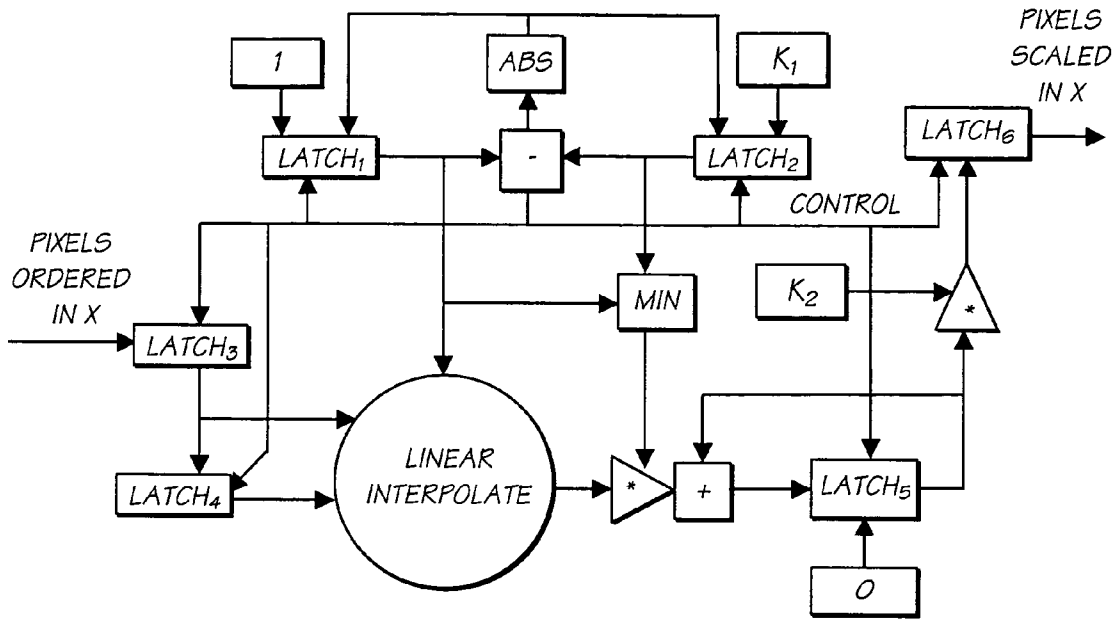 PIXELS
SCALED
IN X
1
ABS
K₁
LATCH₁
-
LATCH₂
LATCH₆
CONTROL
PIXELS
ORDERED
IN X
MIN
K₂
*
LATCH₃
LINEAR
INTERPOLATE
LATCH₄
*
+
LATCH₅
0